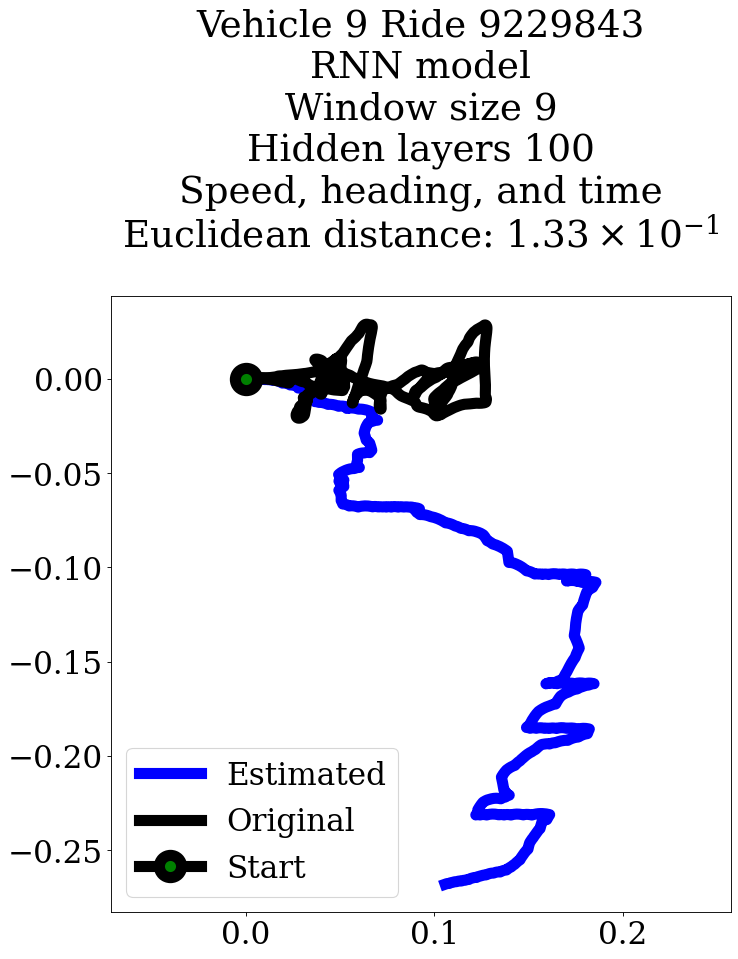 Vehicle 9 Ride 9229843
RNN model
Window size 9
Hidden layers 100
Speed, heading, and time
Euclidean distance: 1.33 × 10⁻¹
0.00
−0.05
−0.10
−0.15
−0.20
−0.25
Estimated
Original
Start
0.0 0.1 0.2